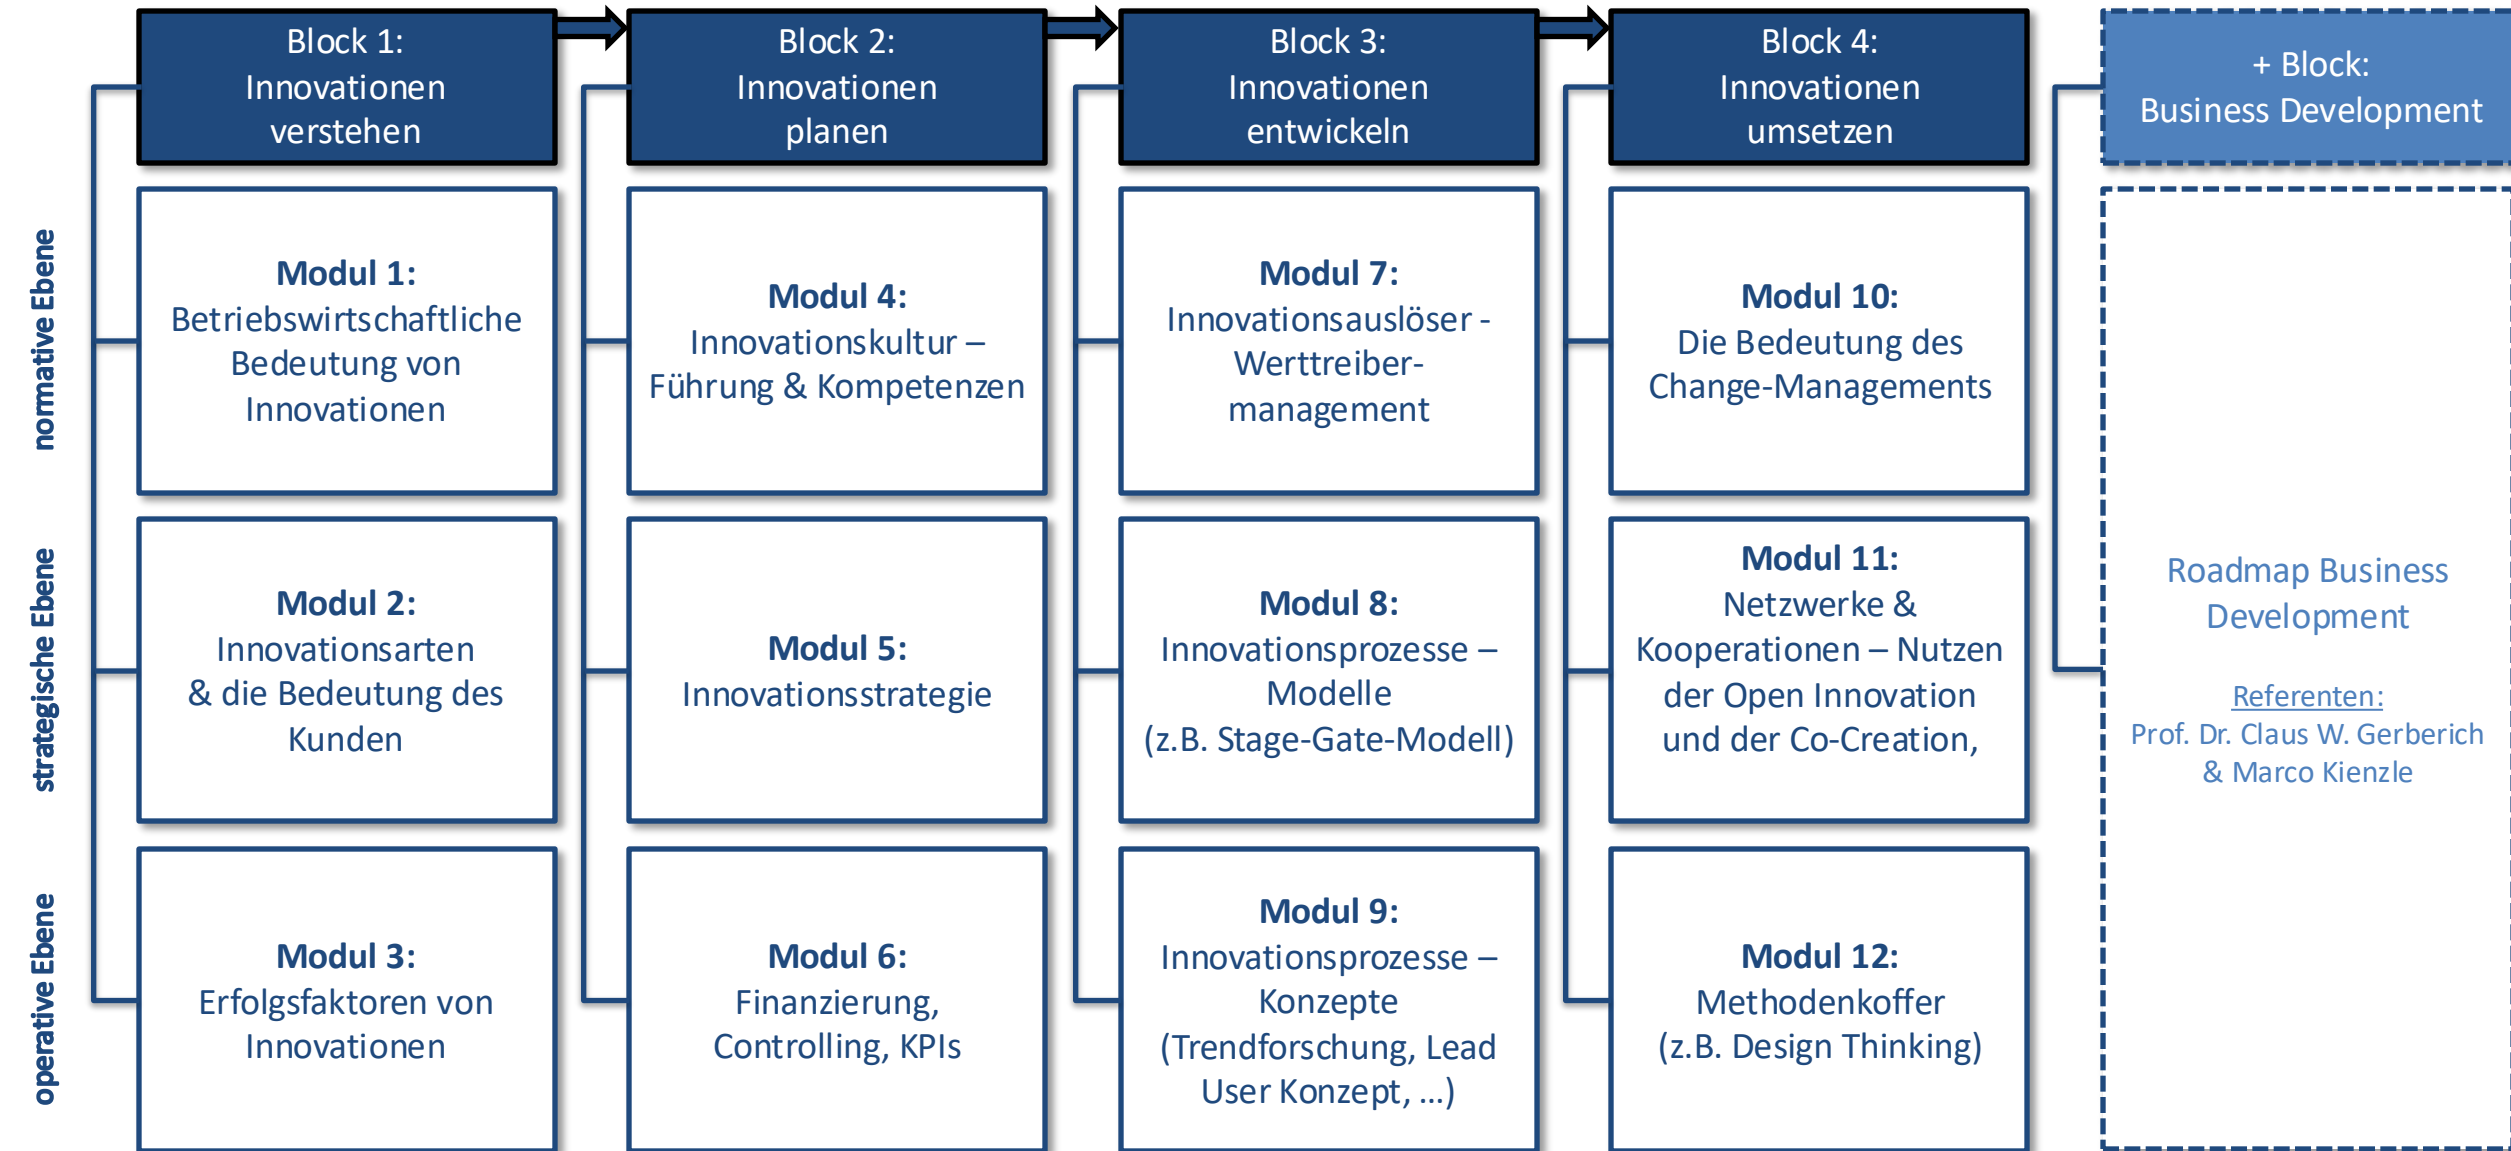 Block 1:
Innovationen
verstehen
Block 2:
Innovationen
planen
Block 3:
Innovationen
entwickeln
Block 4:
Innovationen
umsetzen
+ Block:
Business Development
normative Ebene
Modul 1:
Betriebswirtschaftliche
Bedeutung von
Innovationen
Modul 4:
Innovationskultur –
Führung & Kompetenzen
Modul 7:
Innovationsauslöser -
Werttreiber-
management
Modul 10:
Die Bedeutung des
Change-Managements
strategische Ebene
Modul 2:
Innovationsarten
& die Bedeutung des
Kunden
Modul 5:
Innovationsstrategie
Modul 8:
Innovationsprozesse –
Modelle
(z.B. Stage-Gate-Modell)
Modul 11:
Netzwerke &
Kooperationen – Nutzen
der Open Innovation
und der Co-Creation,
Roadmap Business
Development
Referenten:
Prof. Dr. Claus W. Gerberich
& Marco Kienzle
operative Ebene
Modul 3:
Erfolgsfaktoren von
Innovationen
Modul 6:
Finanzierung,
Controlling, KPIs
Modul 9:
Innovationsprozesse –
Konzepte
(Trendforschung, Lead
User Konzept, ...)
Modul 12:
Methodenkoffer
(z.B. Design Thinking)